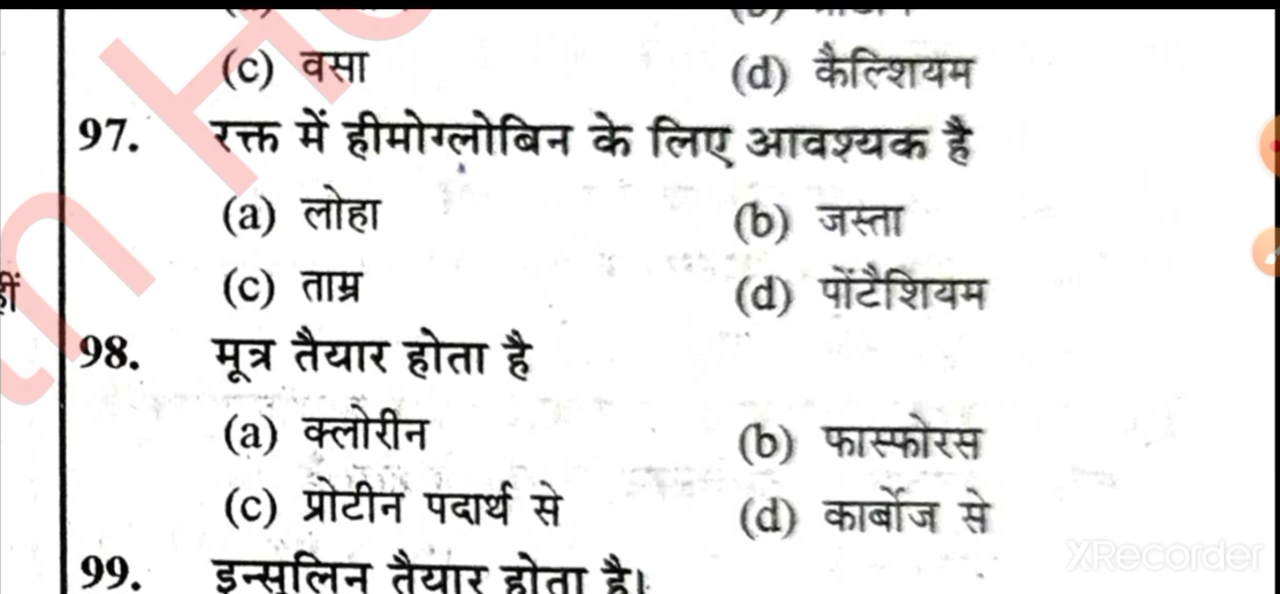 (c) वसा (d) कैल्शियम
97. रक्त में हीमोग्लोबिन के लिए आवश्यक है
(a) लोहा (b) जस्ता
(c) ताम्र (d) पोंटैशियम
98. मूत्र तैयार होता है
(a) क्लोरीन (b) फास्फोरस
(c) प्रोटीन पदार्थ से (d) कार्बोज से
99. इन्सुलिन तैयार होता है।
XRecorder